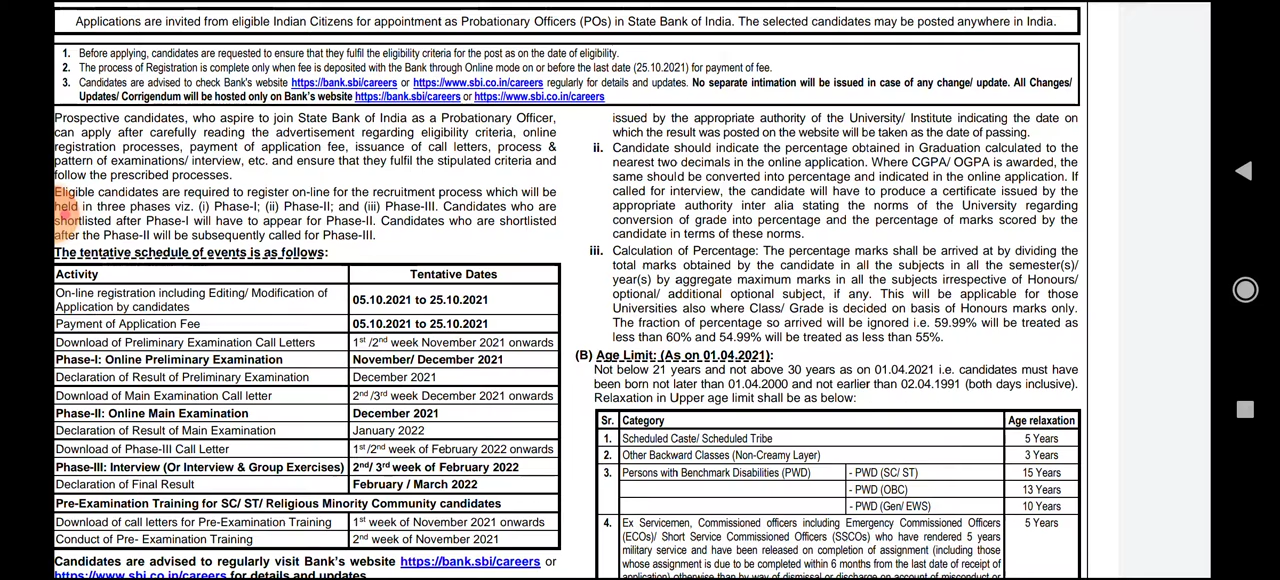 Applications are invited from eligible Indian Citizens for appointment as Probationary Officers (POs) in State Bank of India. The selected candidates may be posted anywhere in India.
1. Before applying, candidates are requested to ensure that they fulfil the eligibility criteria for the post as on the date of eligibility.
2. The process of Registration is complete only when fee is deposited with the Bank through Online mode on or before the last date (25.10.2021) for payment of fee.
3. Candidates are advised to check Bank's website https://bank.sbi/careers or https://www.sbi.co.in/careers regularly for details and updates. No separate intimation will be issued in case of any change/ update. All Changes/
Updates/ Corrigendum will be hosted only on Bank's website https://bank.sbi/careers or https://www.sbi.co.in/careers
Prospective candidates, who aspire to join State Bank of India as a Probationary Officer,
can apply after carefully reading the advertisement regarding eligibility criteria, online
registration processes, payment of application fee, issuance of call letters, process &
pattern of examinations/ interview, etc. and ensure that they fulfil the stipulated criteria and
follow the prescribed processes.
Eligible candidates are required to register on-line for the recruitment process which will be
held in three phases viz. (i) Phase-I; (ii) Phase-II; and (iii) Phase-III. Candidates who are
shortlisted after Phase-I will have to appear for Phase-II. Candidates who are shortlisted
after the Phase-II will be subsequently called for Phase-III.
The tentative schedule of events is as follows:
Activity Tentative Dates
On-line registration including Editing/ Modification of
Application by candidates 05.10.2021 to 25.10.2021
Payment of Application Fee 05.10.2021 to 25.10.2021
Download of Preliminary Examination Call Letters 1st /2nd week November 2021 onwards
Phase-I: Online Preliminary Examination November/ December 2021
Declaration of Result of Preliminary Examination December 2021
Download of Main Examination Call letter 2nd /3rd week December 2021 onwards
Phase-II: Online Main Examination December 2021
Declaration of Result of Main Examination January 2022
Download of Phase-III Call Letter 1st/2nd week of February 2022 onwards
Phase-III: Interview (Or Interview & Group Exercises) 2nd/ 3rd week of February 2022
Declaration of Final Result February / March 2022
Pre-Examination Training for SC/ ST/ Religious Minority Community candidates
Download of call letters for Pre-Examination Training 1st week of November 2021 onwards
Conduct of Pre- Examination Training 2nd week of November 2021
Candidates are advised to regularly visit Bank's website https://bank.sbi/careers or
https://www.sbi.co.in/careers for details and updates
issued by the appropriate authority of the University/ Institute indicating the date on
which the result was posted on the website will be taken as the date of passing.
ii. Candidate should indicate the percentage obtained in Graduation calculated to the
nearest two decimals in the online application. Where CGPA/ OGPA is awarded, the
same should be converted into percentage and indicated in the online application. If
called for interview, the candidate will have to produce a certificate issued by the
appropriate authority inter alia stating the norms of the University regarding
conversion of grade into percentage and the percentage of marks scored by the
candidate in terms of these norms.
iii. Calculation of Percentage: The percentage marks shall be arrived at by dividing the
total marks obtained by the candidate in all the subjects in all the semester(s)/
year(s) by aggregate maximum marks in all the subjects irrespective of Honours/
optional/ additional optional subject, if any. This will be applicable for those
Universities also where Class/ Grade is decided on basis of Honours marks only.
The fraction of percentage so arrived will be ignored i.e. 59.99% will be treated as
less than 60% and 54.99% will be treated as less than 55%.
(B) Age Limit: (As on 01.04.2021):
Not below 21 years and not above 30 years as on 01.04.2021 i.e. candidates must have
been born not later than 01.04.2000 and not earlier than 02.04.1991 (both days inclusive).
Relaxation in Upper age limit shall be as below:
Sr. Category Age relaxation
1. Scheduled Caste/ Scheduled Tribe 5 Years
2. Other Backward Classes (Non-Creamy Layer) 3 Years
3. Persons with Benchmark Disabilities (PWD) - PWD (SC/ ST) 15 Years
- PWD (OBC) 13 Years
- PWD (Gen/ EWS) 10 Years
4. Ex Servicemen, Commissioned officers including Emergency Commissioned Officers 5 Years
(ECOs)/ Short Service Commissioned Officers (SSCOs) who have rendered 5 years
military service and have been released on completion of assignment (including those
whose assignment is due to be completed within 6 months from the last date of receipt of
application) otherwise than by way of dismissal or discharge on account of misconduct or